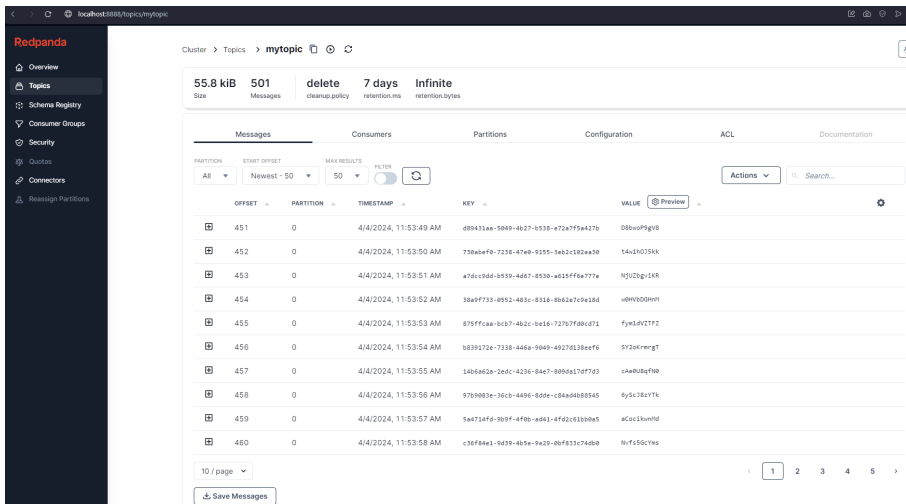 localhost:8888/topics/mytopic
Redpanda
Overview
Topics
Schema Registry
Consumer Groups
Security
Quotas
Connectors
Reassign Partitions
Cluster > Topics > mytopic
55.8 kiB 501 delete 7 days Infinite
Size Messages cleanup.policy retention.ms retention.bytes
Messages Consumers Partitions Configuration ACL Documentation
PARTITION START OFFSET MAX RESULTS FILTER
All Newest - 50 50 Actions Search...
OFFSET PARTITION TIMESTAMP KEY VALUE Preview
451 0 4/4/2024, 11:53:49 AM d89431aa-5049-4b27-b538-e72a7f5a427b D8bwoP9gV8
452 0 4/4/2024, 11:53:50 AM 730abef0-7238-47e0-9155-3eb2c102ea30 t4w1hOJ5kk
453 0 4/4/2024, 11:53:51 AM a7dcc9dd-b539-4d67-8530-a615ff6e777e NjUZbgv1KR
454 0 4/4/2024, 11:53:52 AM 38a9f733-0552-483c-8316-8b62e7c9e18d w0HVbDGHnM
455 0 4/4/2024, 11:53:53 AM 875ffcaa-bcb7-4b2c-be16-727b7fd0cd71 fym1dVZTFZ
456 0 4/4/2024, 11:53:54 AM b839172e-7338-446a-9049-4927d138eef6 SY2oKrmrgT
457 0 4/4/2024, 11:53:55 AM 14b6a62a-2edc-4236-84e7-809da17df7d3 cAe0U8qfN0
458 0 4/4/2024, 11:53:56 AM 97b9083e-36cb-4496-8dde-c84ad4b88545 6yScJ8zYTk
459 0 4/4/2024, 11:53:57 AM 5a4714fd-9b9f-4f0b-ad41-4fd2c61bb0a5 aCocikwnMd
460 0 4/4/2024, 11:53:58 AM c36f84e1-9d39-4b5e-9e29-0bf833c74db0 Nvfs5GcYms
10 / page 1 2 3 4 5
Save Messages